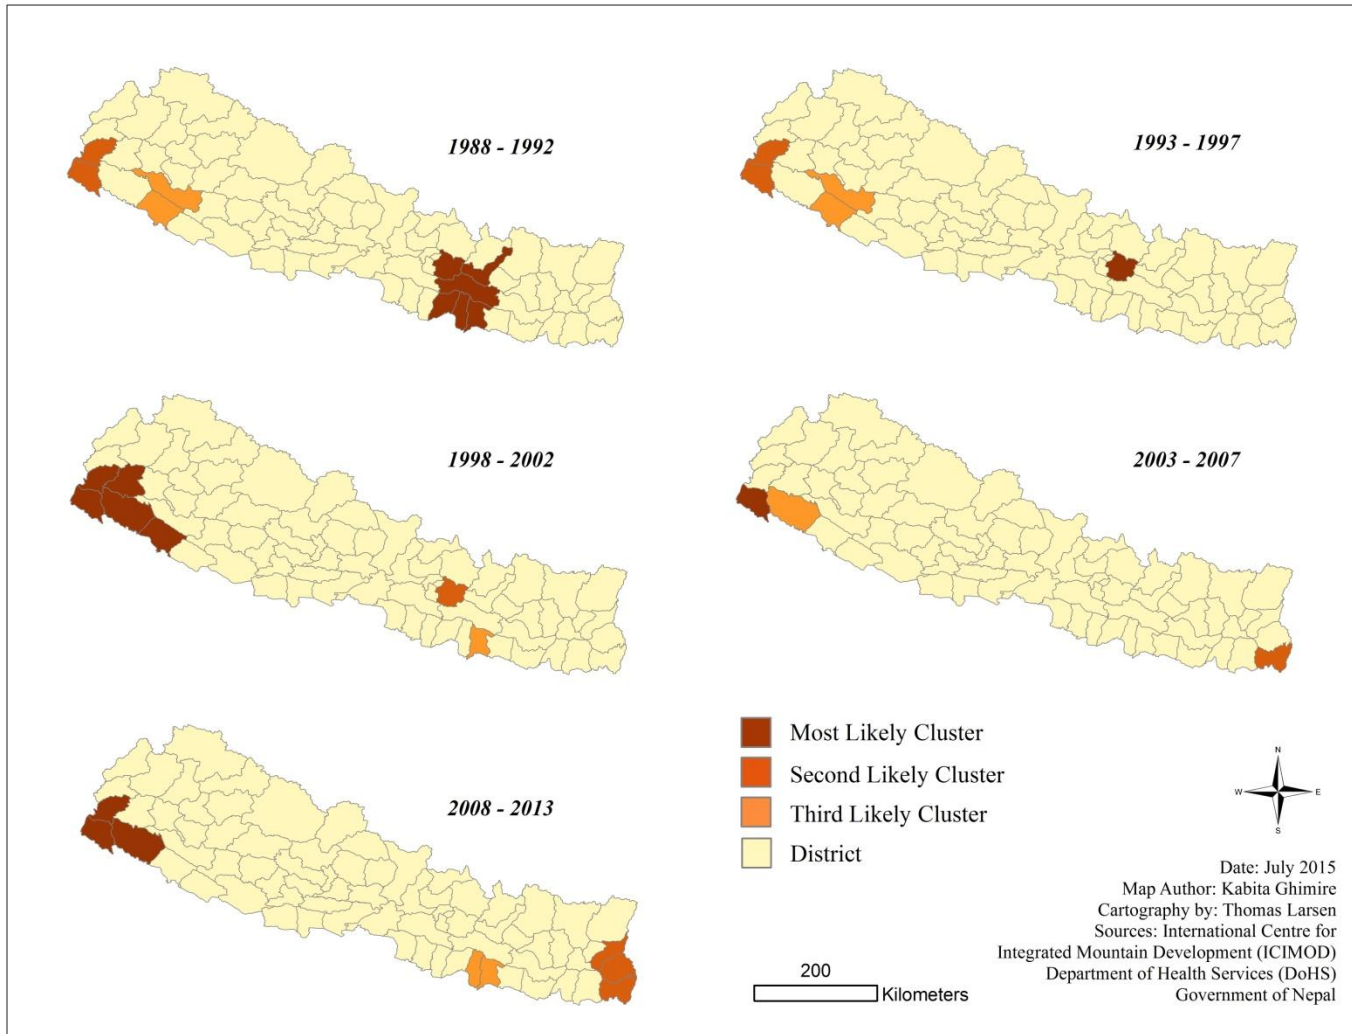 1988 - 1992
1993 - 1997
1998 - 2002
2003 - 2007
2008 - 2013
Most Likely Cluster
Second Likely Cluster
Third Likely Cluster
District
N
W
E
S
200
Kilometers
Date: July 2015
Map Author: Kabita Ghimire
Cartography by: Thomas Larsen
Sources: International Centre for
Integrated Mountain Development (ICIMOD)
Department of Health Services (DoHS)
Government of Nepal